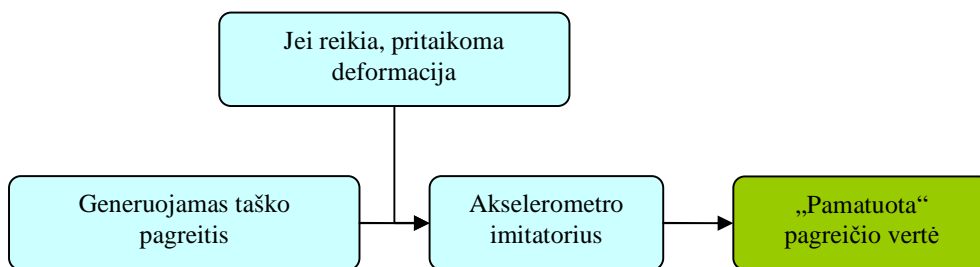 Jei reikia, pritaikoma
deformacija
Generuojamas taško
pagreitis
Akselerometro
imitatorius
„Pamatuota“
pagreičio vertė